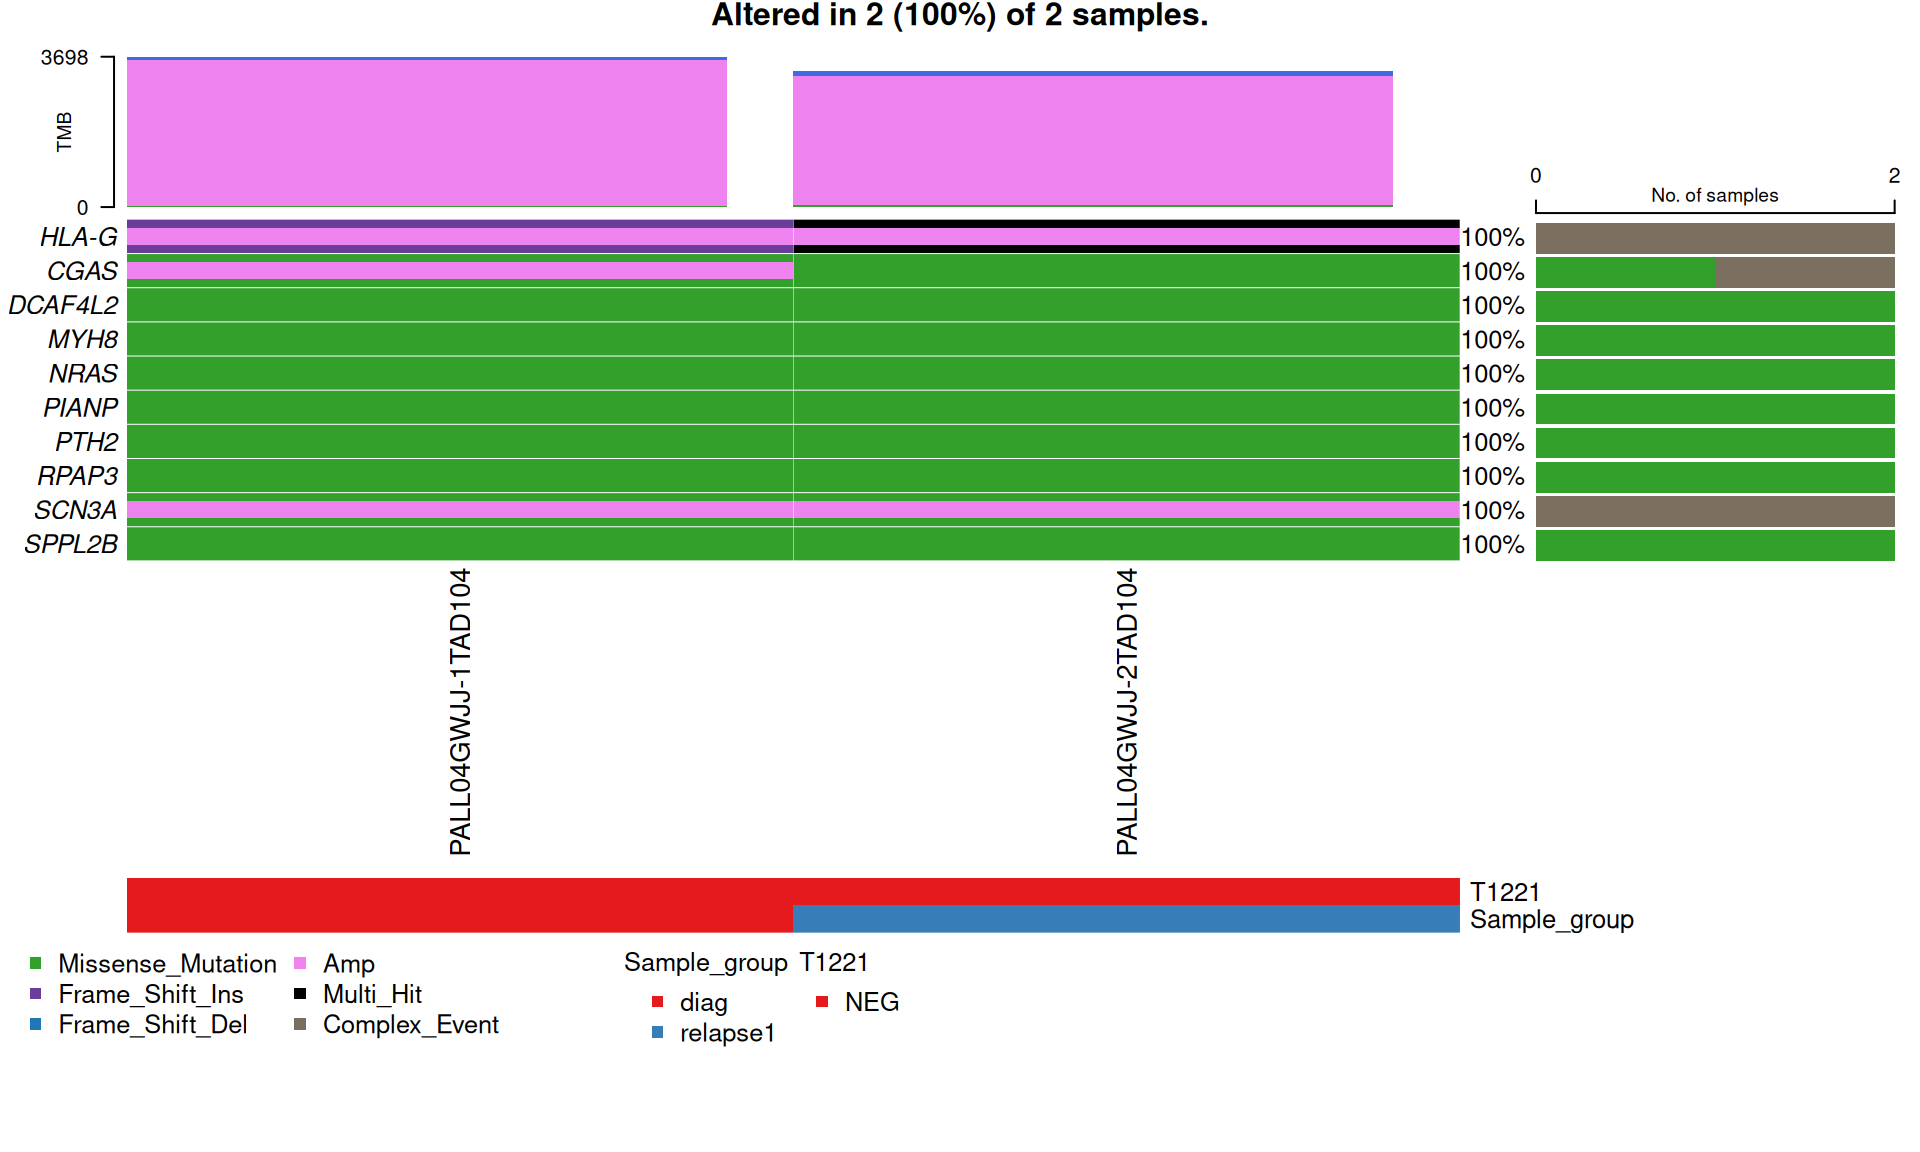 Altered in 2 (100%) of 2 samples.
3698
TMB
0
0
2
No. of samples
HLA-G 100%
CGAS 100%
DCAF4L2 100%
MYH8 100%
NRAS 100%
PIANP 100%
PTH2 100%
RPAP3 100%
SCN3A 100%
SPPL2B 100%
PALL04GWJJ-1TAD104
PALL04GWJJ-2TAD104
T1221
Sample_group
Missense_Mutation
Frame_Shift_Ins
Frame_Shift_Del
Amp
Multi_Hit
Complex_Event
Sample_group
diag
relapse1
T1221
NEG